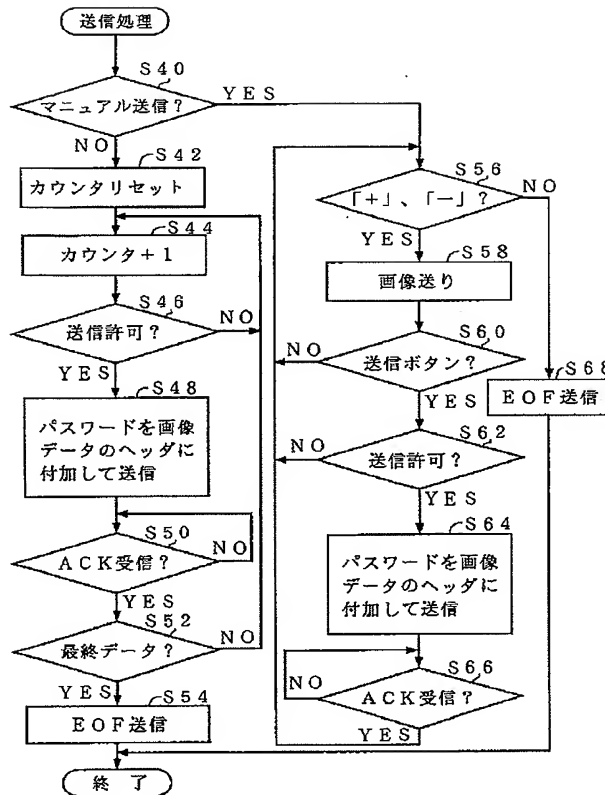 送信処理
S40
マニュアル送信?
YES
NO
S42
カウンタリセット
S44
カウンタ+1
S46
送信許可?
NO
YES
S48
パスワードを画像
データのヘッダに
付加して送信
S50
ACK受信?
NO
YES
S52
最終データ?
NO
YES
S54
EOF送信
終了
S56
「+」、「-」?
NO
YES
S58
画像送り
S60
送信ボタン?
NO
YES
S62
送信許可?
NO
YES
S64
パスワードを画像
データのヘッダに
付加して送信
S66
ACK受信?
NO
YES
S68
EOF送信